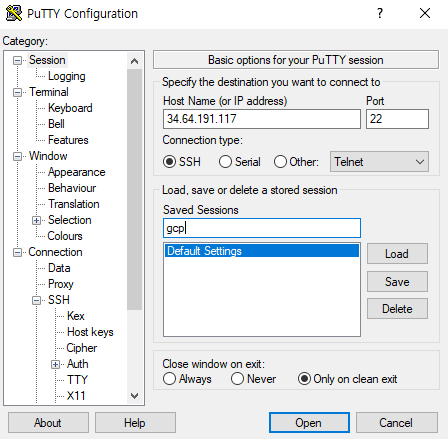 PuTTY Configuration
Category:
Session
Logging
Terminal
Keyboard
Bell
Features
Window
Appearance
Behaviour
Translation
Selection
Colours
Connection
Data
Proxy
SSH
Kex
Host keys
Cipher
Auth
TTY
X11
Basic options for your PuTTY session
Specify the destination you want to connect to
Host Name (or IP address) Port
34.64.191.117 22
Connection type:
SSH Serial Other: Telnet
Load, save or delete a stored session
Saved Sessions
gcp
Default Settings
Load
Save
Delete
Close window on exit:
Always Never Only on clean exit
About Help Open Cancel